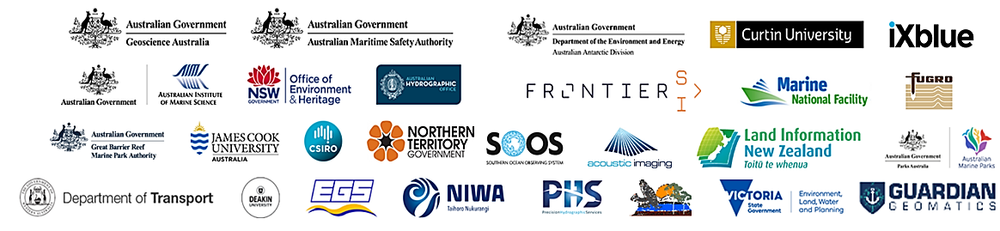 Australian Government
Geoscience Australia
Australian Government
Australian Maritime Safety Authority
Australian Government
Department of the Environment and Energy
Australian Antarctic Division
Curtin University
iXblue
Australian Government
AIMS
AUSTRALIAN INSTITUTE
OF MARINE SCIENCE
NSW
GOVERNMENT
Office of
Environment
& Heritage
AUSTRALIAN
HYDROGRAPHIC
OFFICE
FRONTIER
SI
Marine
National Facility
fugro
Australian Government
Great Barrier Reef
Marine Park Authority
JAMES COOK
UNIVERSITY
AUSTRALIA
CSIRO
NORTHERN
TERRITORY
GOVERNMENT
SOOS
SOUTHERN OCEAN OBSERVING SYSTEM
acoustic imaging
Land Information
New Zealand
Toitū te whenua
Australian Government
Parks Australia
Australian
Marine Parks
Department of Transport
DEAKIN
UNIVERSITY
EGS
NIWA
Taihoro Nukurangi
PHS
PrecisionHydrographicServices
VICTORIA
State
Government
Environment,
Land, Water
and Planning
GUARDIAN
GEOMATICS